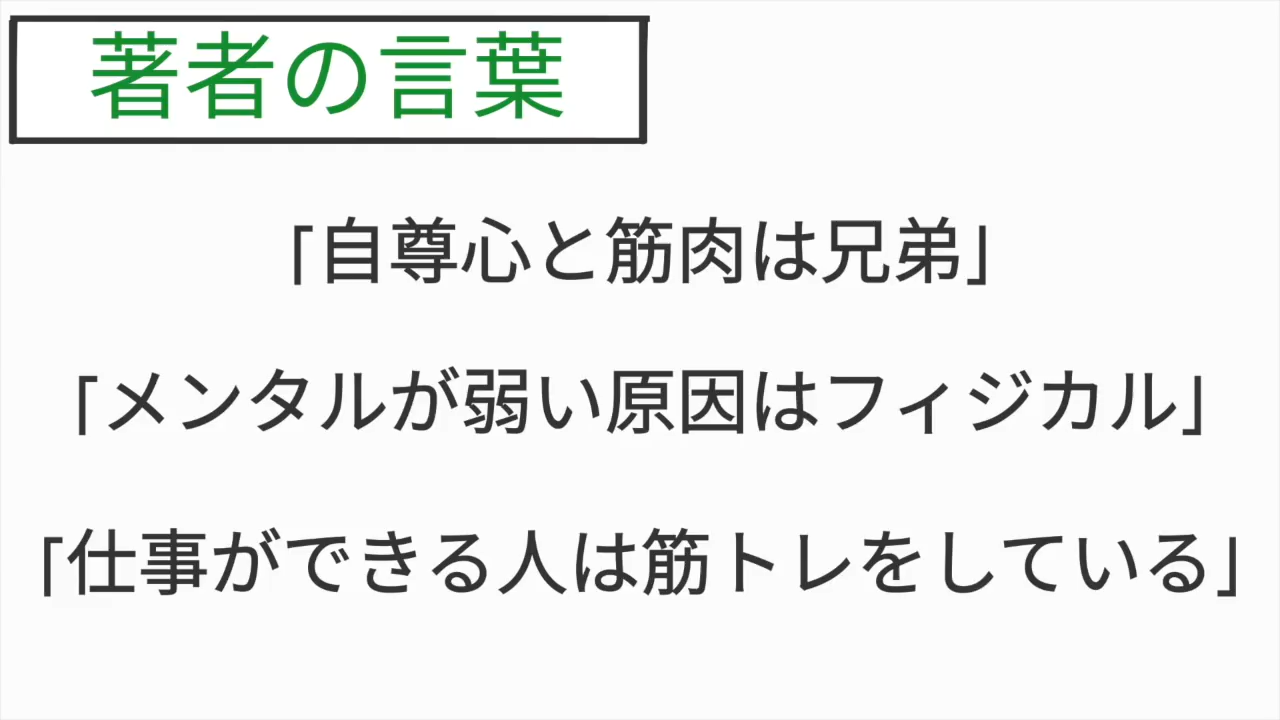 著者の言葉
「自尊心と筋肉は兄弟」
「メンタルが弱い原因はフィジカル」
「仕事ができる人は筋トレをしている」